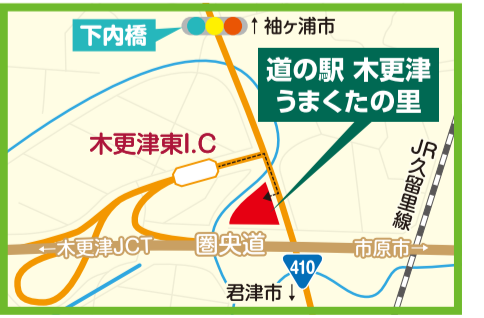 下内橋
↑袖ヶ浦市
道の駅 木更津
うまくたの里
木更津東I.C
JR久留里線
←木更津JCT
圏央道
市原市→
410
君津市↓